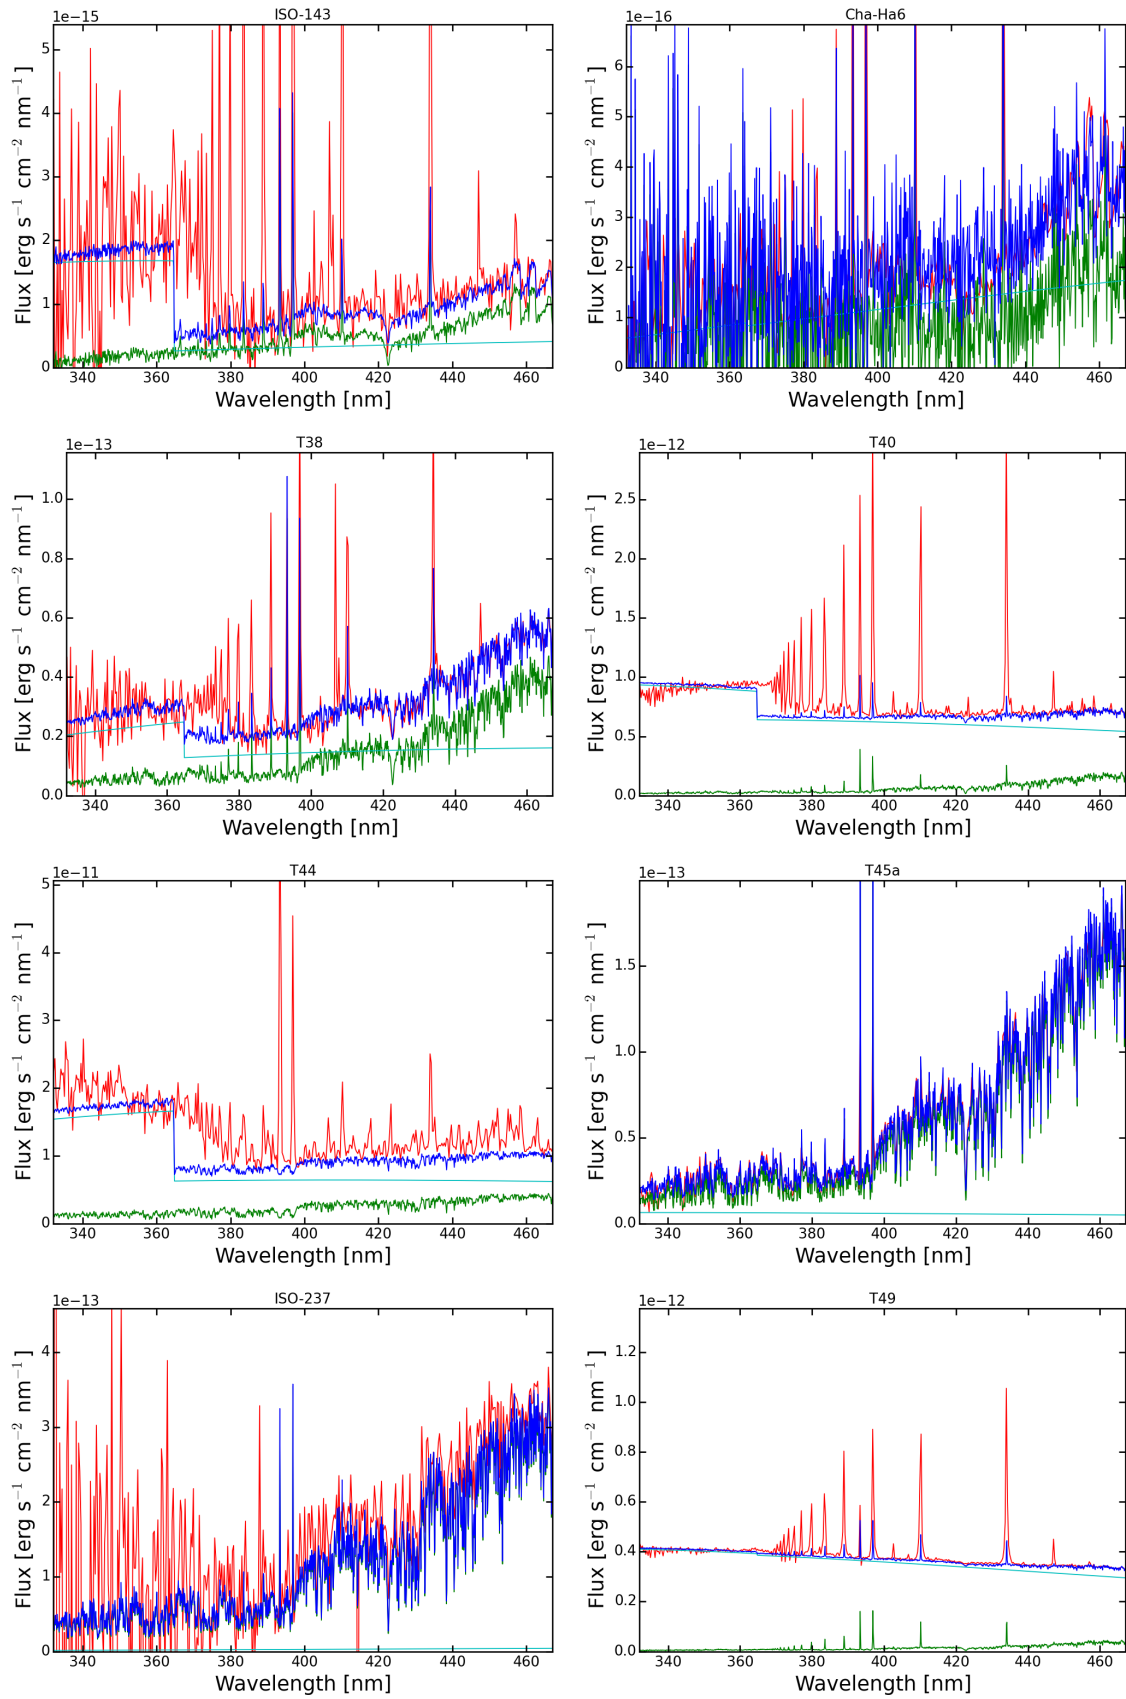 1e−15 ISO-143
5
4
3
2
1
0
Flux [erg s−1 cm−2 nm−1]
340 360 380 400 420 440 460
Wavelength [nm]
1e−16 Cha-Ha6
6
5
4
3
2
1
0
Flux [erg s−1 cm−2 nm−1]
340 360 380 400 420 440 460
Wavelength [nm]
1e−13 T38
1.0
0.8
0.6
0.4
0.2
0.0
Flux [erg s−1 cm−2 nm−1]
340 360 380 400 420 440 460
Wavelength [nm]
1e−12 T40
2.5
2.0
1.5
1.0
0.5
0.0
Flux [erg s−1 cm−2 nm−1]
340 360 380 400 420 440 460
Wavelength [nm]
1e−11 T44
5
4
3
2
1
0
Flux [erg s−1 cm−2 nm−1]
340 360 380 400 420 440 460
Wavelength [nm]
1e−13 T45a
1.5
1.0
0.5
0.0
Flux [erg s−1 cm−2 nm−1]
340 360 380 400 420 440 460
Wavelength [nm]
1e−13 ISO-237
4
3
2
1
0
Flux [erg s−1 cm−2 nm−1]
340 360 380 400 420 440 460
Wavelength [nm]
1e−12 T49
1.2
1.0
0.8
0.6
0.4
0.2
0.0
Flux [erg s−1 cm−2 nm−1]
340 360 380 400 420 440 460
Wavelength [nm]